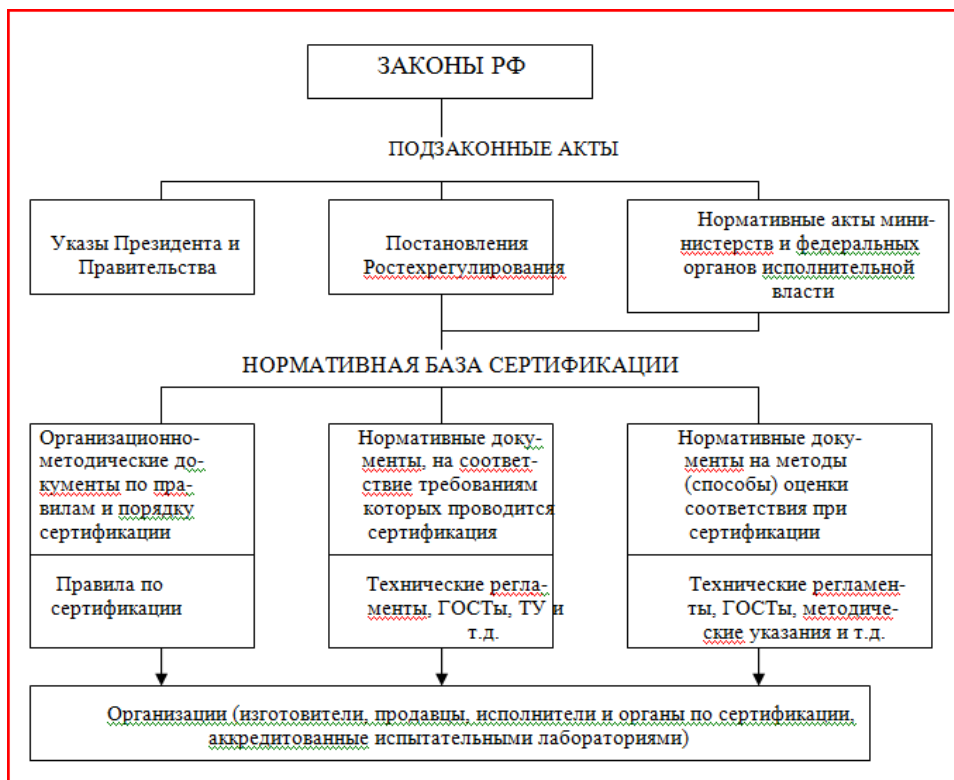 ЗАКОНЫ РФ
ПОДЗАКОННЫЕ АКТЫ
Указы Президента и
Правительства
Постановления
Ростехрегулирования
Нормативные акты мини-
нистерств и федеральных
органов исполнительной
власти
НОРМАТИВНАЯ БАЗА СЕРТИФИКАЦИИ
Организационно-
методические до-
кументы по пра-
вилам и порядку
сертификации
Нормативные доку-
менты, на соответ-
ствие требованиям
которых проводится
сертификация
Нормативные доку-
менты на методы
(способы) оценки
соответствия при
сертификации
Правила по
сертификации
Технические регла-
менты, ГОСТы, ТУ и
т.д.
Технические регламен-
ты, ГОСТы, методиче-
ские указания и т.д.
Организации (изготовители, продавцы, исполнители и органы по сертификации,
аккредитованные испытательными лабораториями)